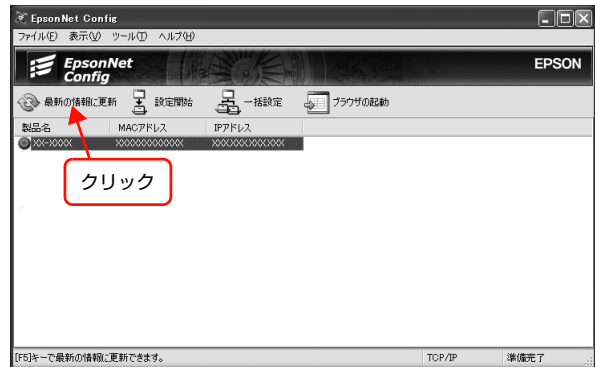 EpsonNet Config
ファイル(F) 表示(V) ツール(T) ヘルプ(H)
EpsonNet
Config
EPSON
最新の情報に更新 設定開始 一括設定 ブラウザの起動
製品名 MACアドレス IPアドレス
XX-XXXX XXXXXXXXXXXX XXX.XXX.XXX.XXX
クリック
[F5]キーで最新の情報に更新できます。 TCP/IP 準備完了